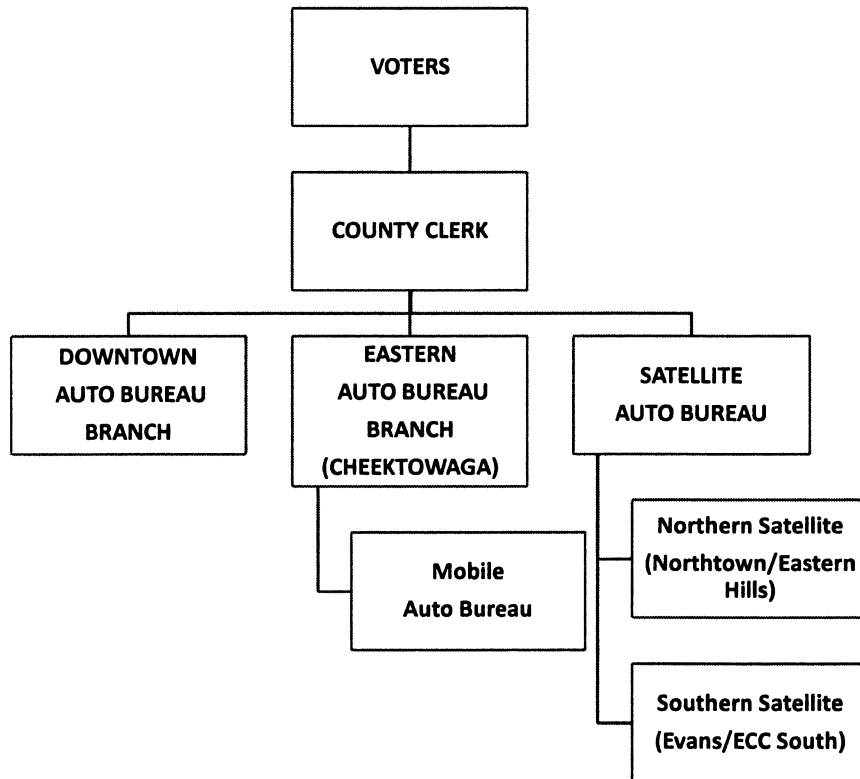 VOTERS
COUNTY CLERK
DOWNTOWN
AUTO BUREAU
BRANCH
EASTERN
AUTO BUREAU
BRANCH
(CHEEKTOWAGA)
SATELLITE
AUTO BUREAU
Mobile
Auto Bureau
Northern Satellite
(Northtown/Eastern
Hills)
Southern Satellite
(Evans/ECC South)